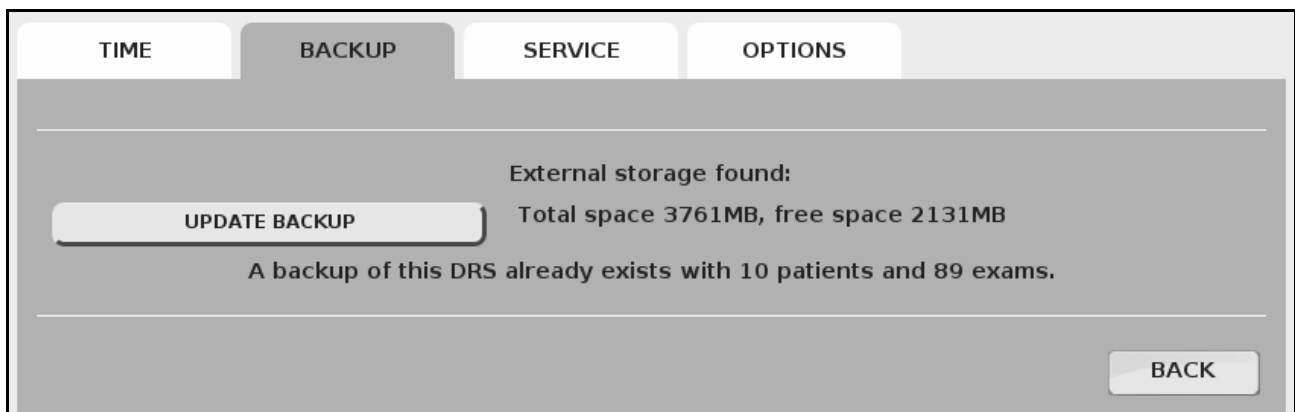 TIME BACKUP SERVICE OPTIONS
External storage found:
UPDATE BACKUP Total space 3761MB, free space 2131MB
A backup of this DRS already exists with 10 patients and 89 exams.
BACK